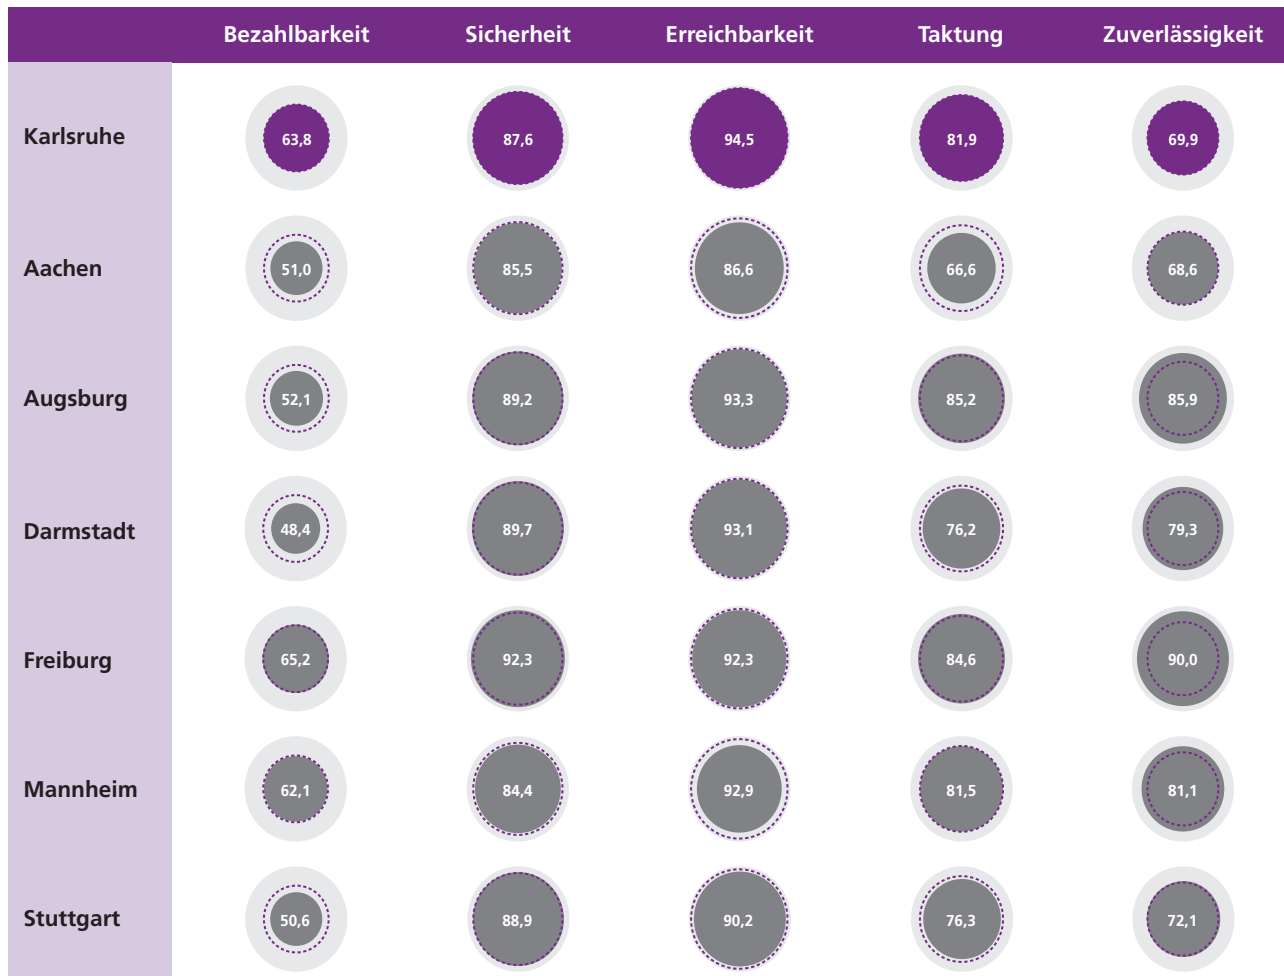 Bezahlbarkeit Sicherheit Erreichbarkeit Taktung Zuverlässigkeit
Karlsruhe 63,8 87,6 94,5 81,9 69,9
Aachen 51,0 85,5 86,6 66,6 68,6
Augsburg 52,1 89,2 93,3 85,2 85,9
Darmstadt 48,4 89,7 93,1 76,2 79,3
Freiburg 65,2 92,3 92,3 84,6 90,0
Mannheim 62,1 84,4 92,9 81,5 81,1
Stuttgart 50,6 88,9 90,2 76,3 72,1